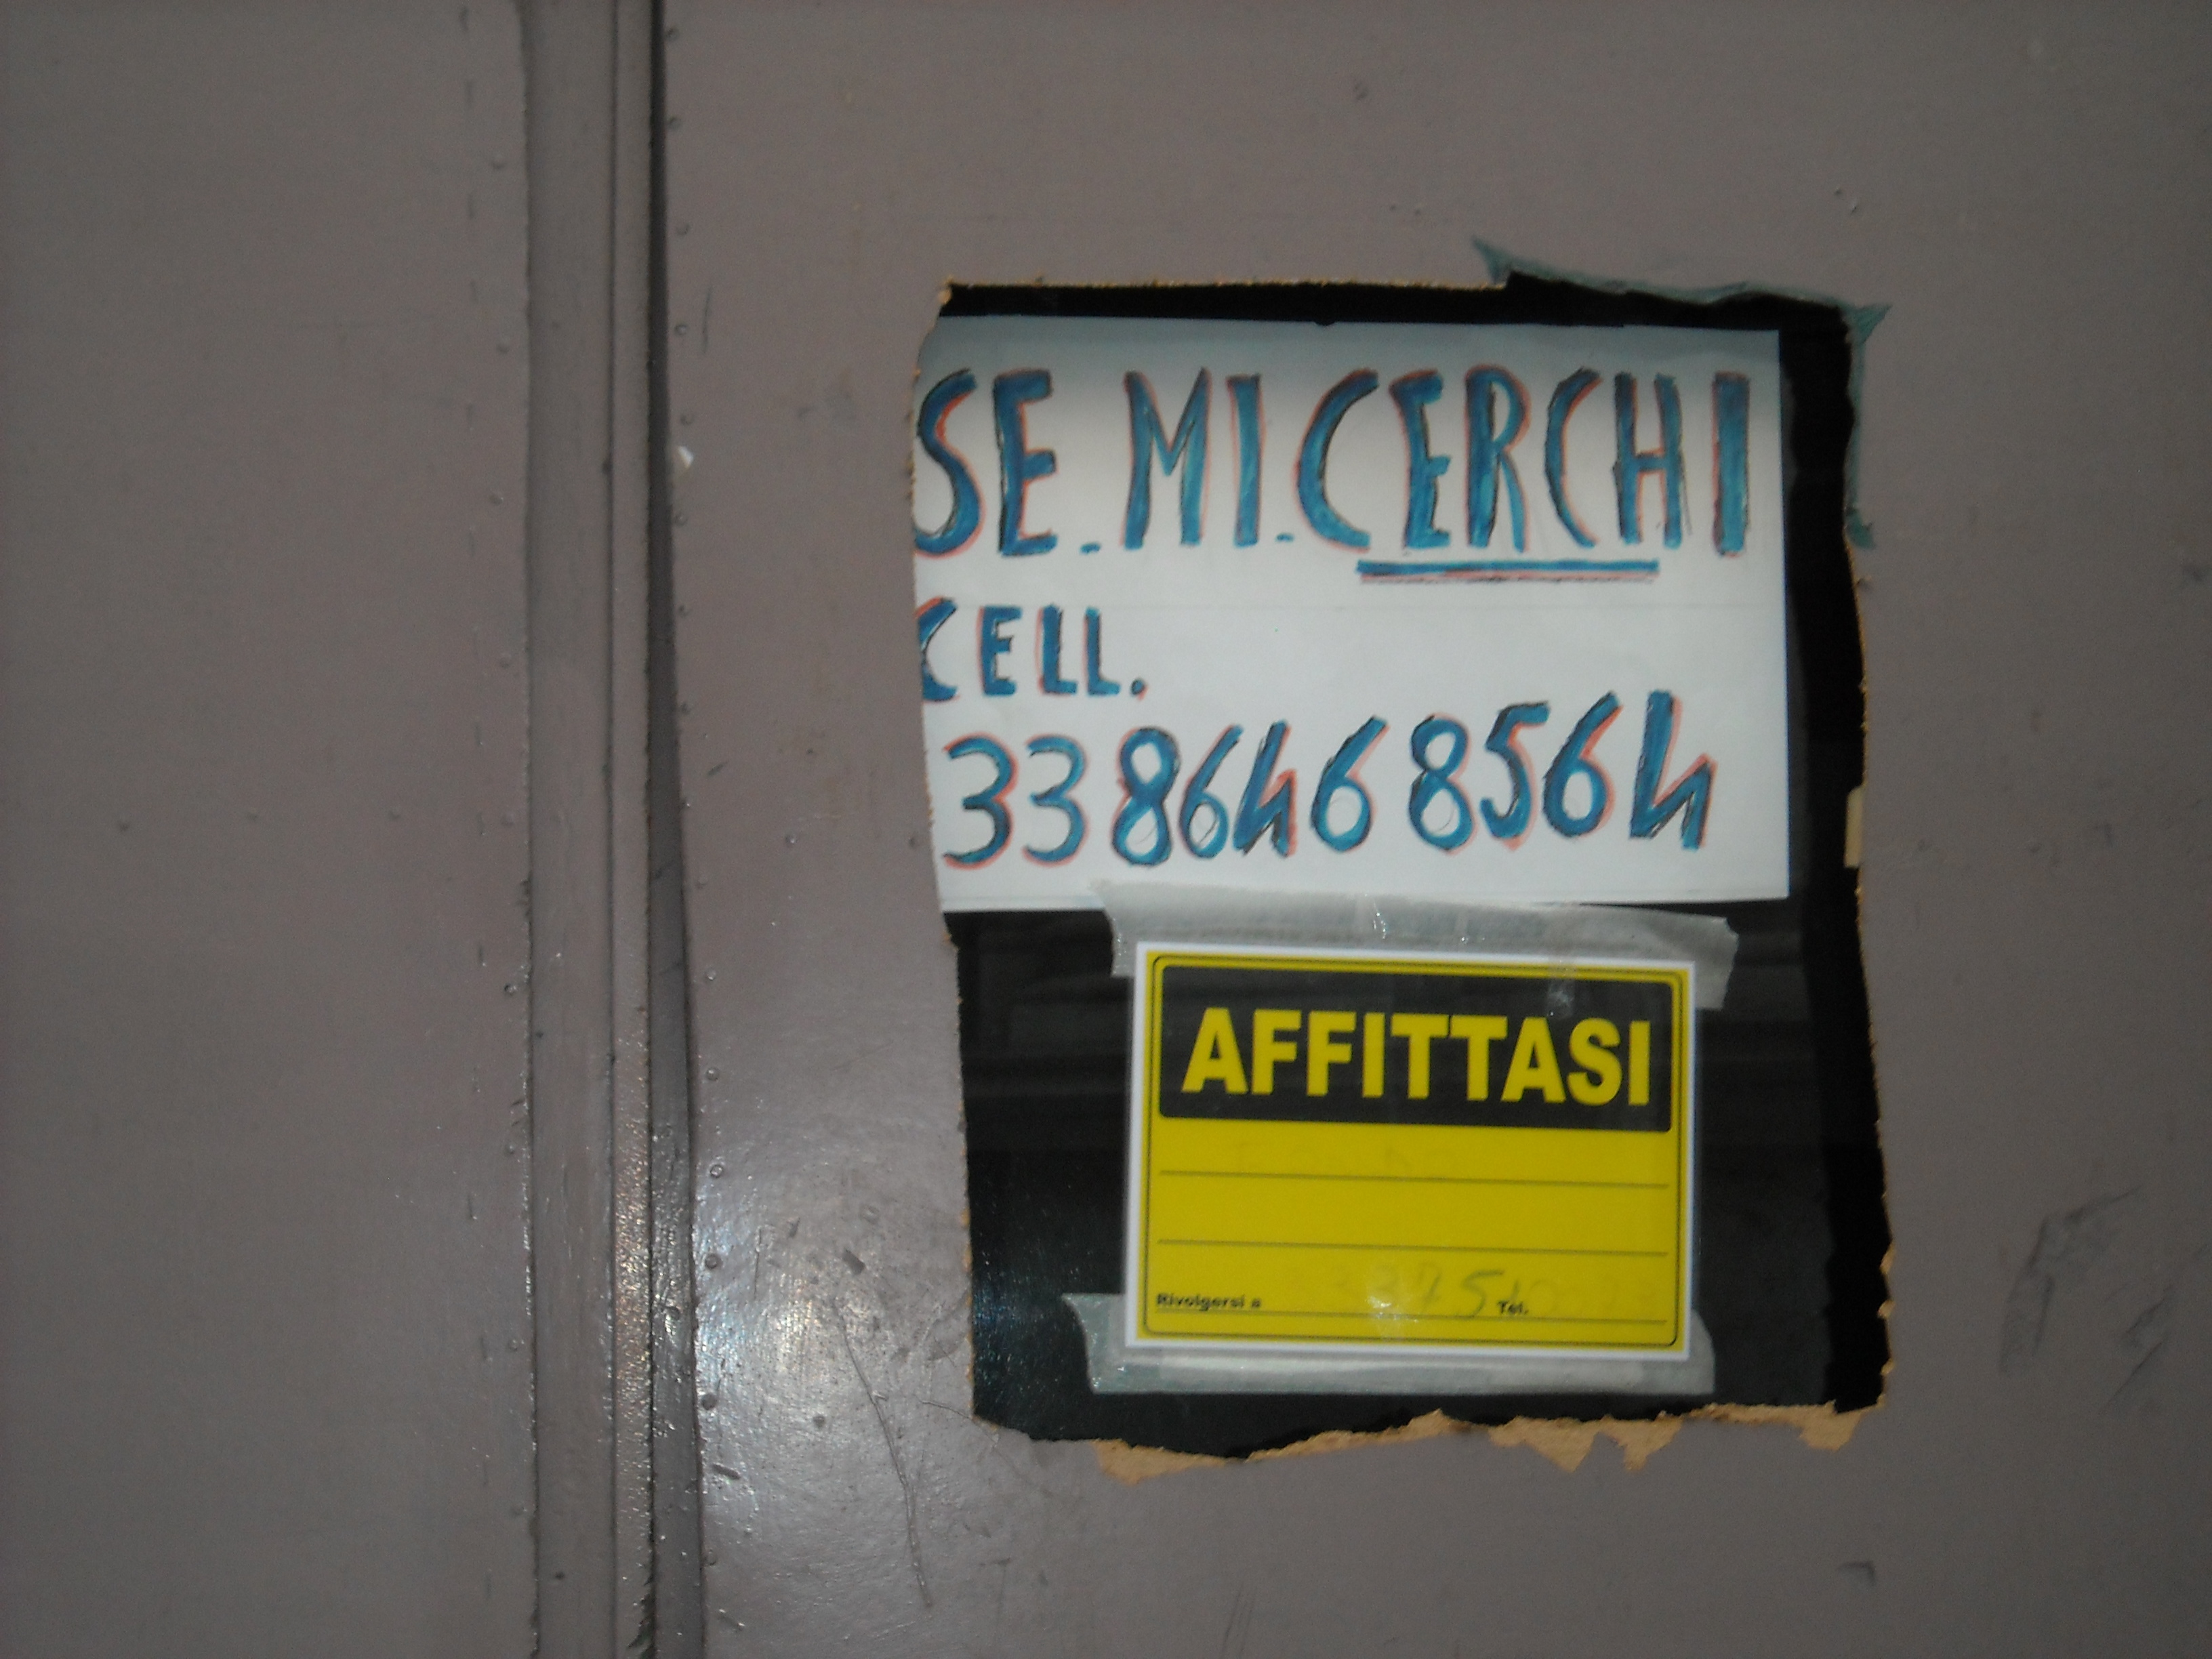 SE. MI. CERCHI
CELL.
3386468564
AFFITTASI
Rivolgersi a Tel.